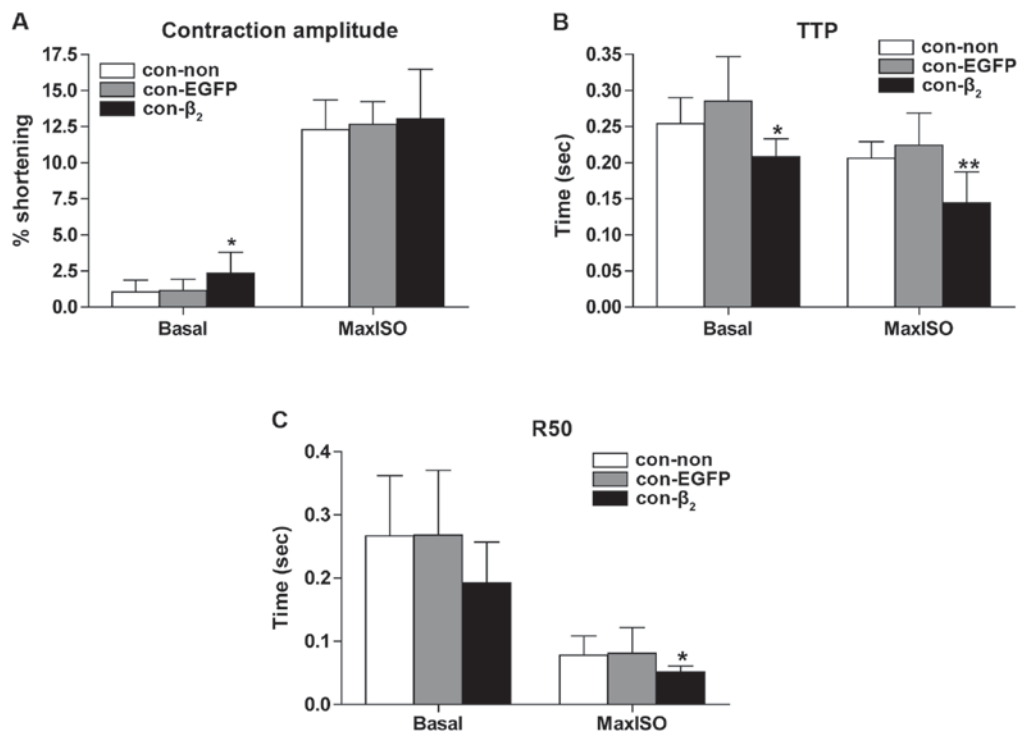 A
Contraction amplitude
17.5
15.0
12.5
10.0
7.5
5.0
2.5
0.0
% shortening
con-non
con-EGFP
con-β₂
*
Basal
MaxISO
B
TTP
0.35
0.30
0.25
0.20
0.15
0.10
0.05
0.00
Time (sec)
con-non
con-EGFP
con-β₂
*
**
Basal
MaxISO
C
R50
0.4
0.3
0.2
0.1
0.0
Time (sec)
con-non
con-EGFP
con-β₂
*
Basal
MaxISO